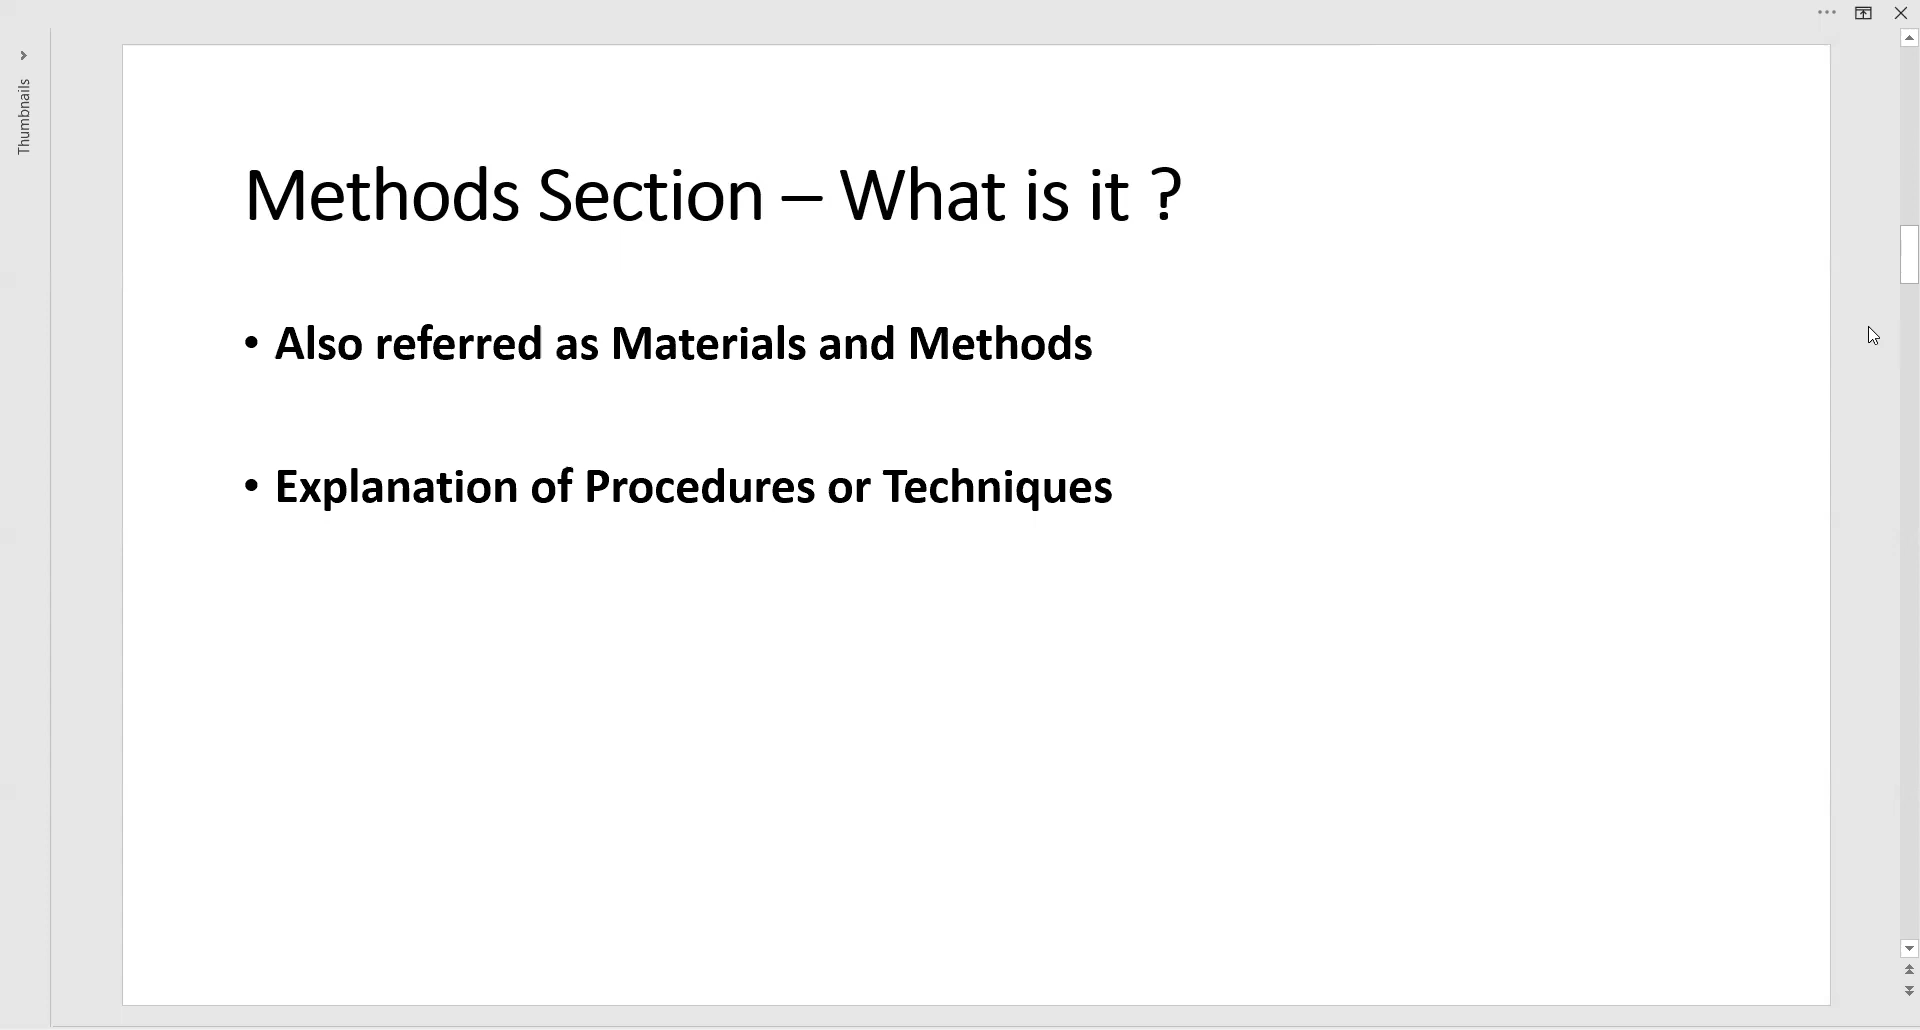 Thumbnails
Methods Section – What is it ?
• Also referred as Materials and Methods
• Explanation of Procedures or Techniques